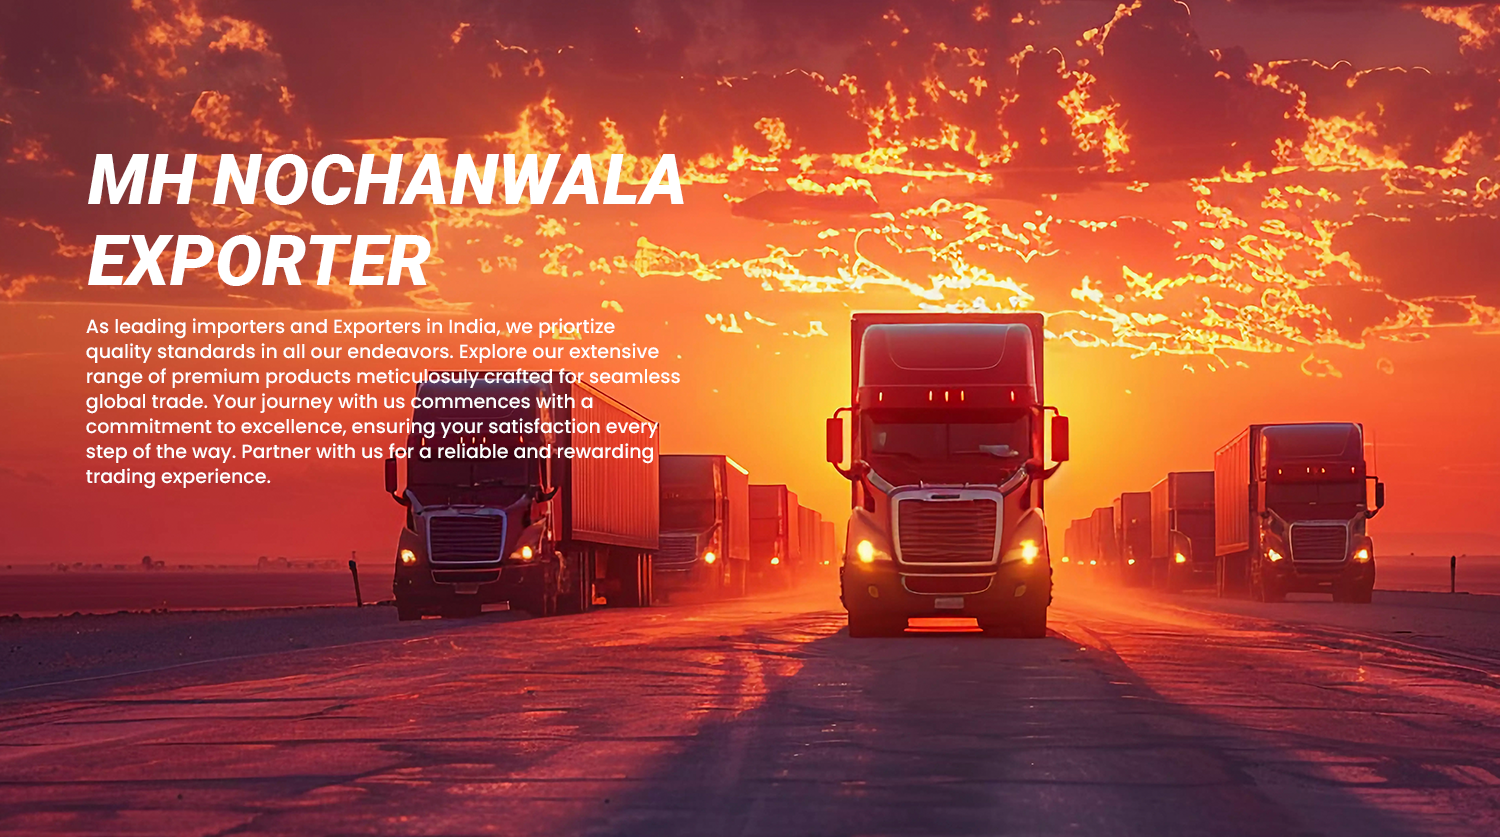 MH NOCHANWALA
EXPORTER
As leading importers and Exporters in India, we priortize
quality standards in all our endeavors. Explore our extensive
range of premium products meticulosuly crafted for seamless
global trade. Your journey with us commences with a
commitment to excellence, ensuring your satisfaction every
step of the way. Partner with us for a reliable and rewarding
trading experience.